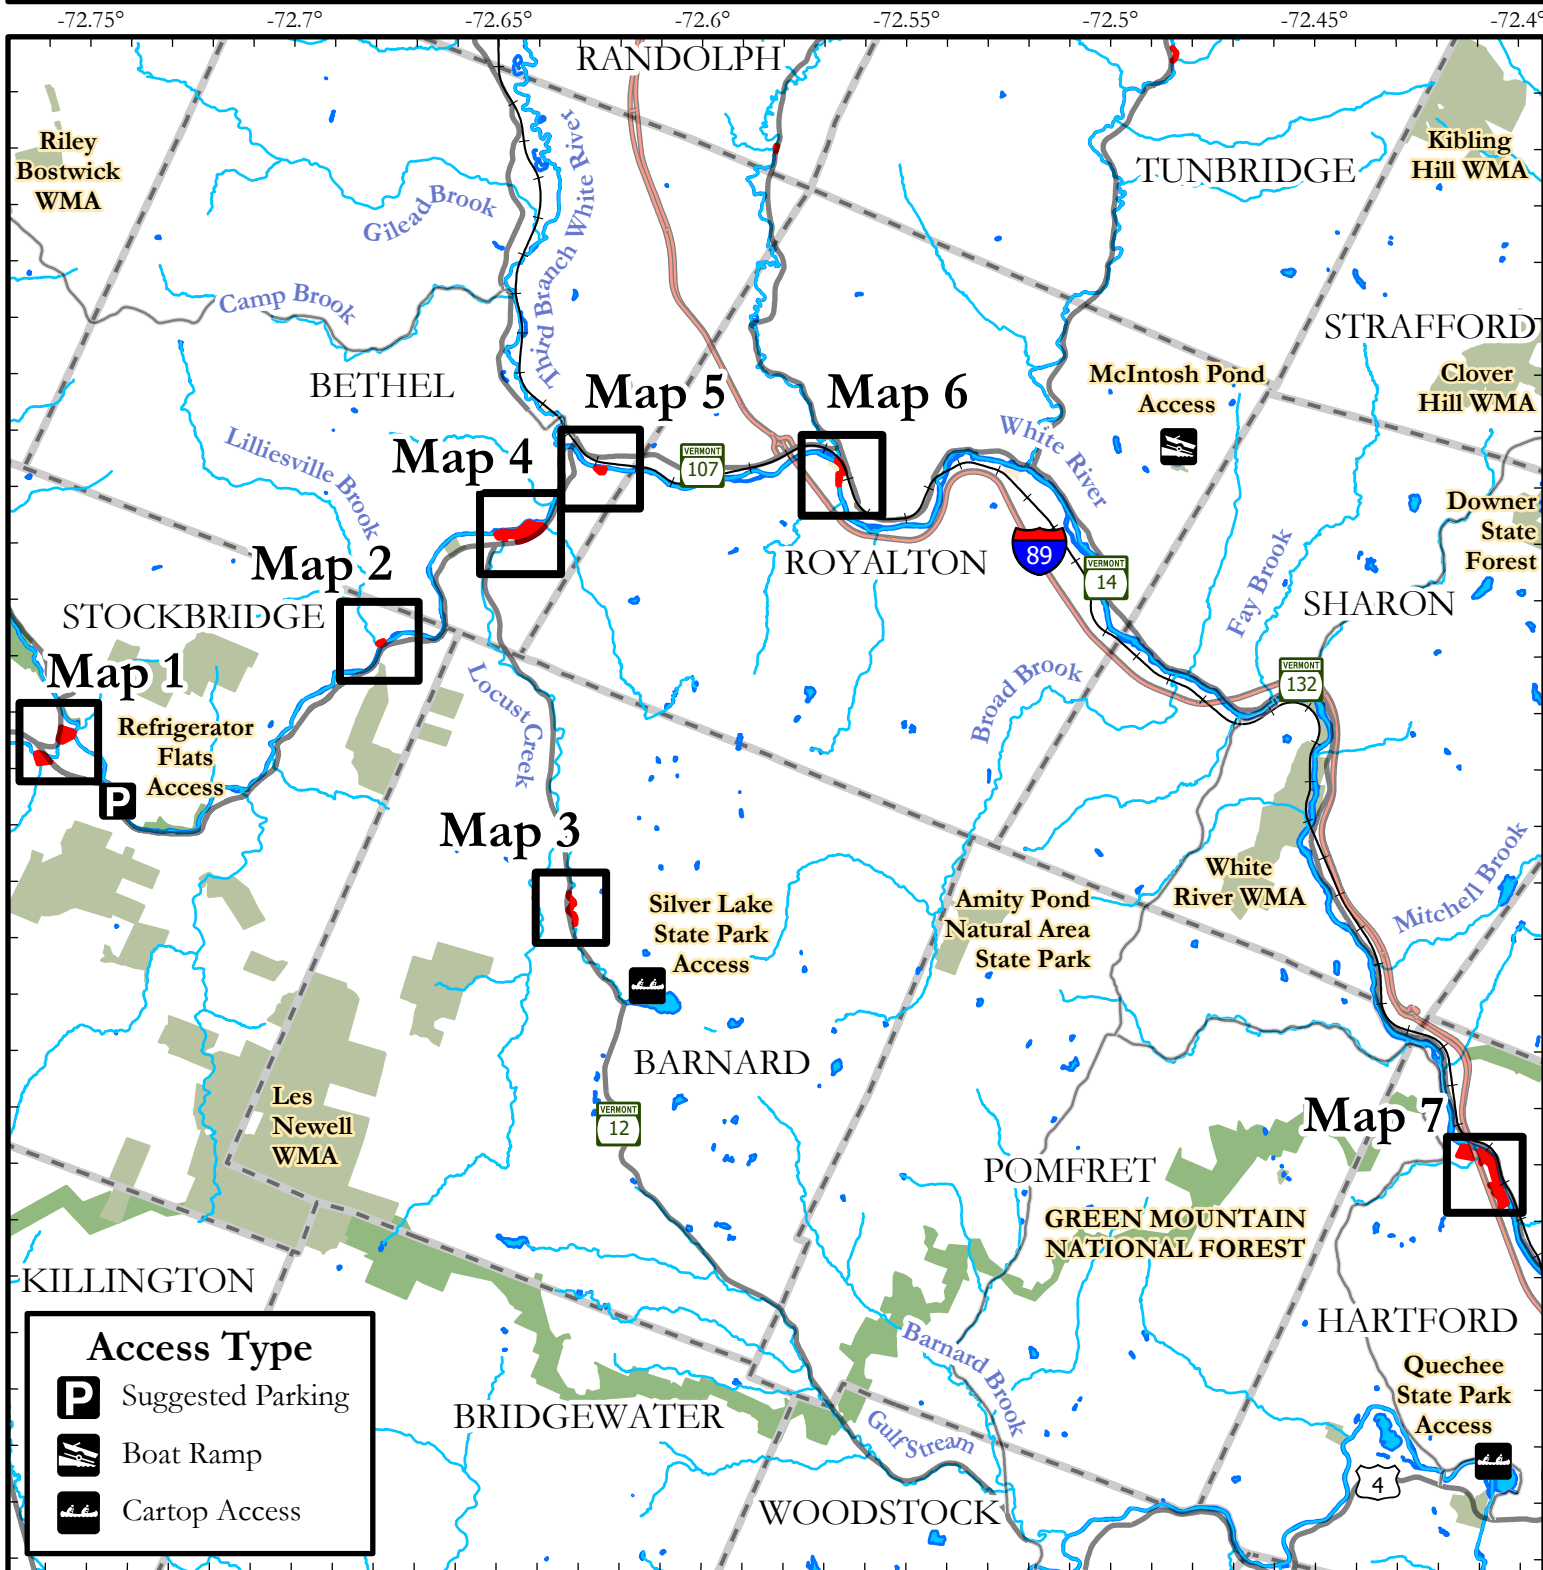 -72.75°
-72.7°
-72.65°
-72.6°
-72.55°
-72.5°
-72.45°
-72.4°
RANDOLPH
Riley
Bostwick
WMA
Kibling
Hill WMA
TUNBRIDGE
Gilead Brook
Third Branch White River
Camp Brook
STRAFFORD
BETHEL
Map 5
Map 6
McIntosh Pond
Access
Clover
Hill WMA
Lilliesville Brook
Map 4
VERMONT
107
White River
Downer
State
Forest
Map 2
ROYALTON
89
VERMONT
14
Fay Brook
SHARON
STOCKBRIDGE
Map 1
Locust Creek
Broad Brook
VERMONT
132
Refrigerator
Flats
Access
P
Map 3
White
River WMA
Mitchell Brook
Silver Lake
State Park
Access
Amity Pond
Natural Area
State Park
BARNARD
Les
Newell
WMA
VERMONT
12
Map 7
POMFRET
GREEN MOUNTAIN
NATIONAL FOREST
KILLINGTON
HARTFORD
Barnard Brook
Quechee
State Park
Access
BRIDGEWATER
Gulf Stream
4
WOODSTOCK
Access Type
P
Suggested Parking
Boat Ramp
Cartop Access